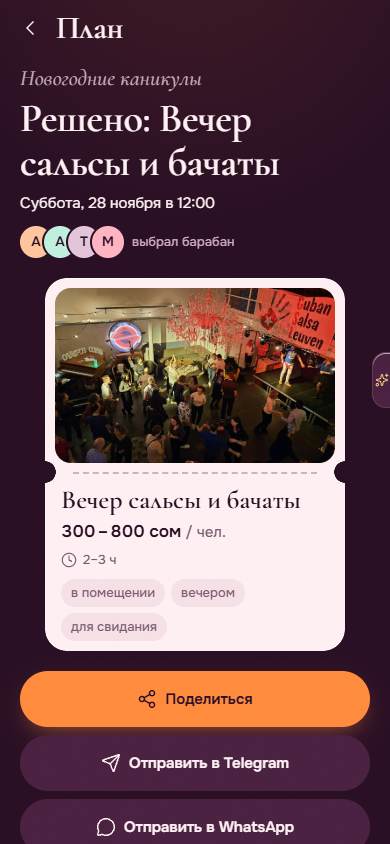 План
Новогодние каникулы
Решено: Вечер
сальсы и бачаты
Суббота, 28 ноября в 12:00
А А Т М выбрал барабан
Cuban
Salsa
Leuven
Вечер сальсы и бачаты
300 – 800 сом / чел.
2–3 ч
в помещении вечером
для свидания
Поделиться
Отправить в Telegram
Отправить в WhatsApp